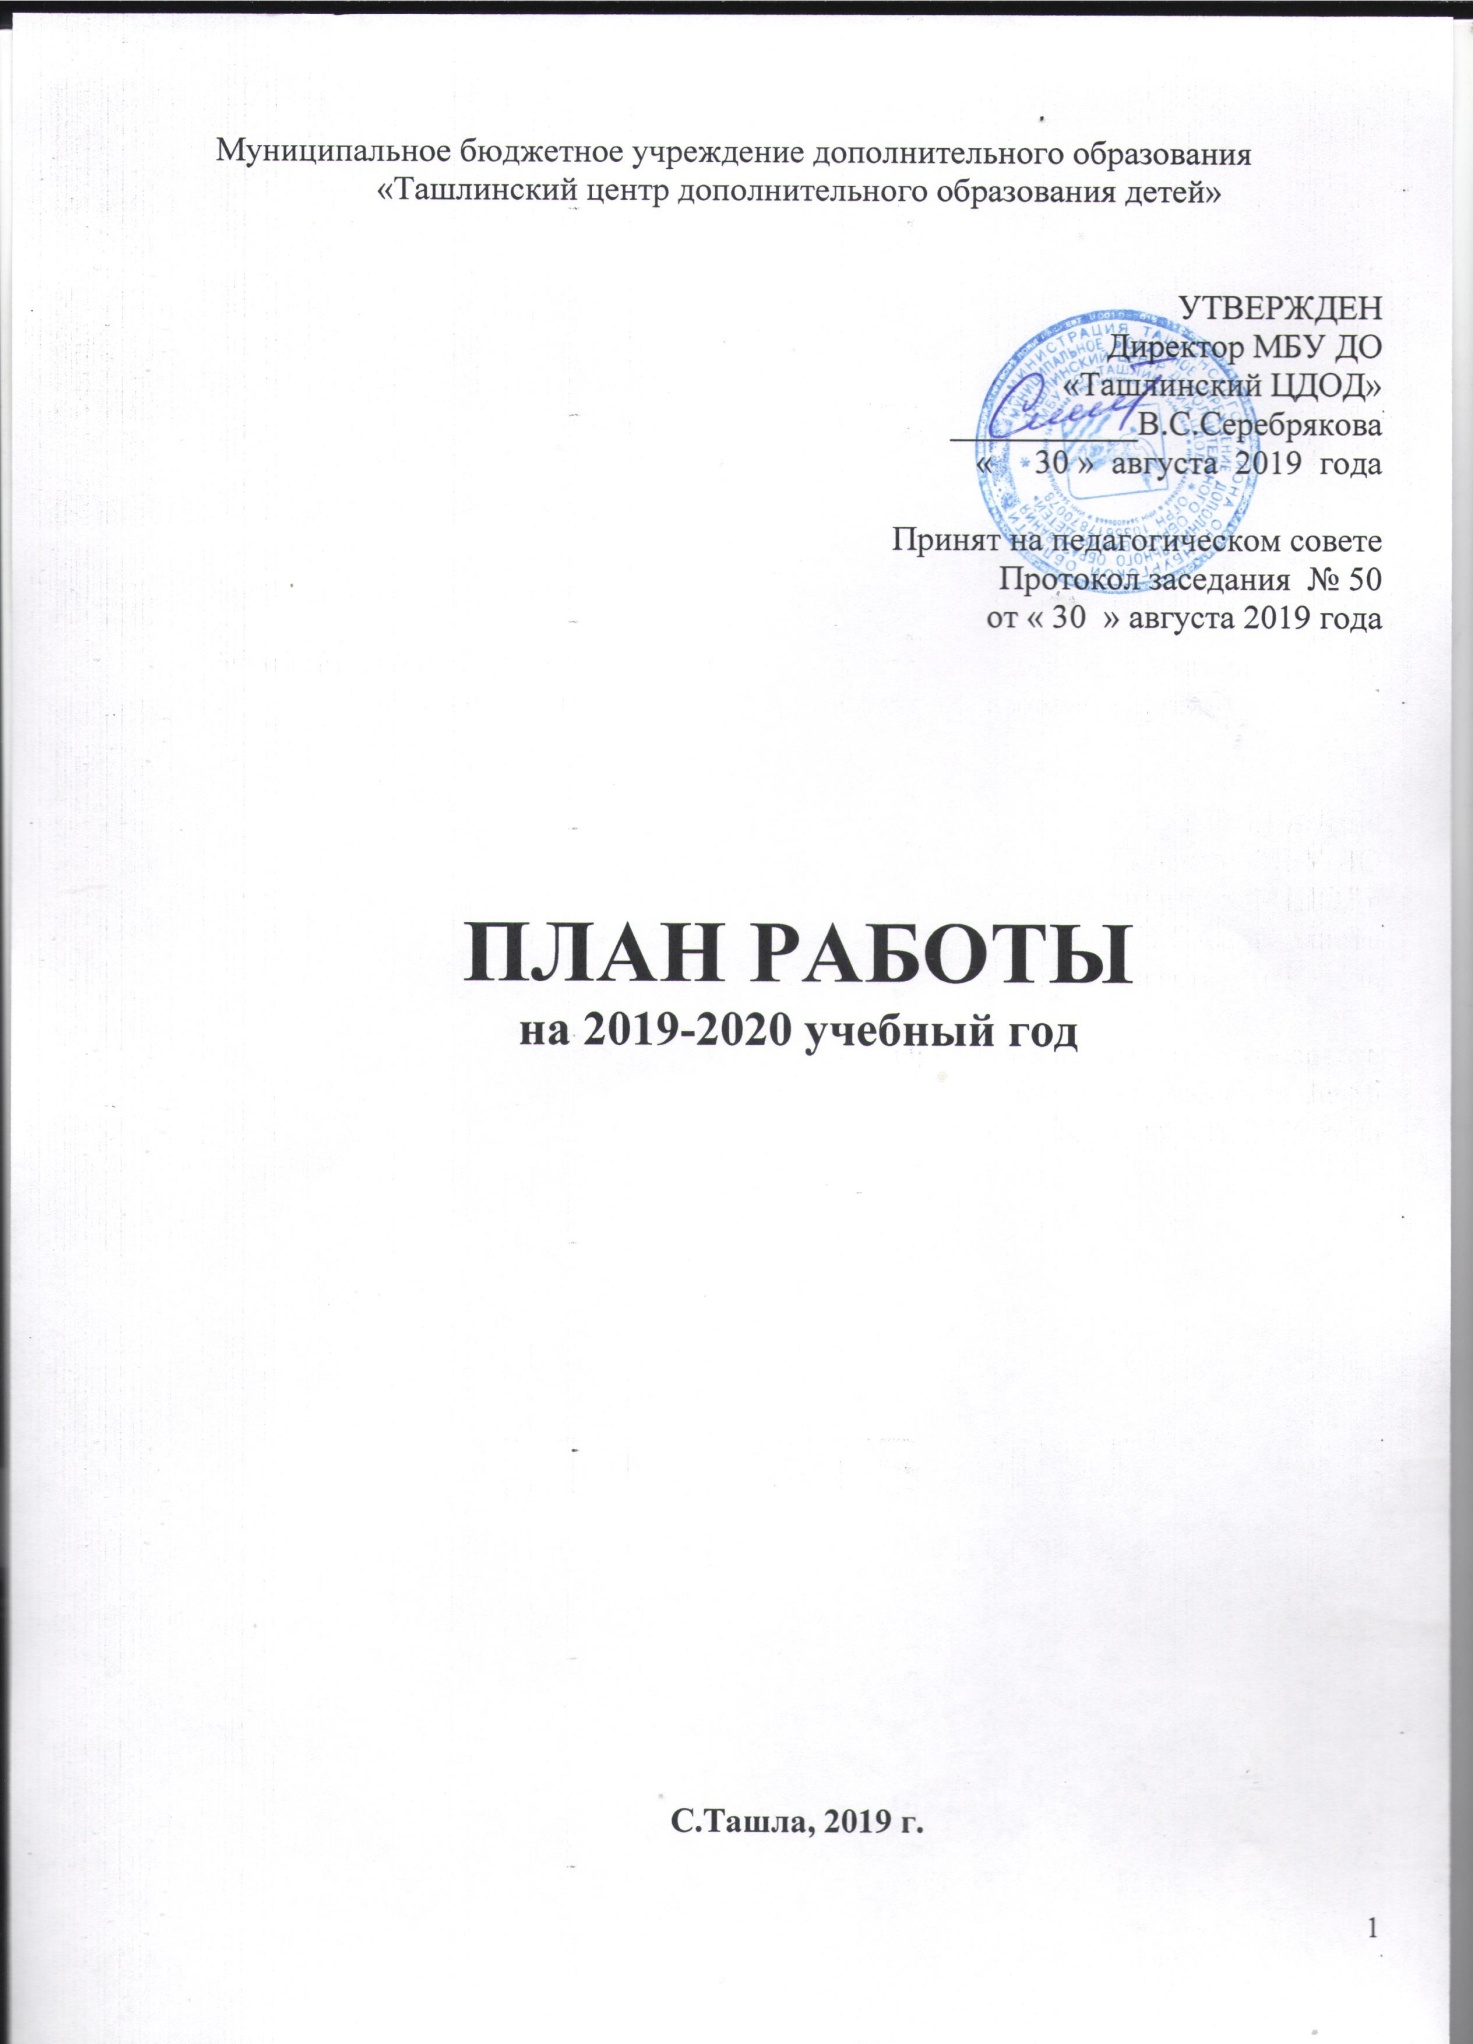 Муниципальное бюджетное учреждение дополнительного образования
«Ташлинский центр дополнительного образования детей»
УТВЕРЖДЕН
Директор МБУ ДО
«Ташлинский ЦДОД»
____________В.С.Серебрякова
« 30 » августа 2019 года
Принят на педагогическом совете
Протокол заседания № 50
от « 30 » августа 2019 года
ПЛАН РАБОТЫ
на 2019-2020 учебный год
С.Ташла, 2019 г.
1